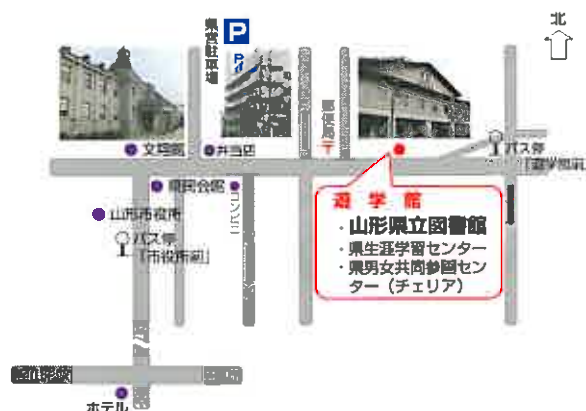 北
県営駐車場
P
郵便局
〒
文翔館
弁当店
バス停
「遊学館前」
県民会館
コンビニ
山形市役所
バス停
「市役所前」
遊学館
・山形県立図書館
・県生涯学習センター
・県男女共同参画セン
ター（チェリア）
ホテル